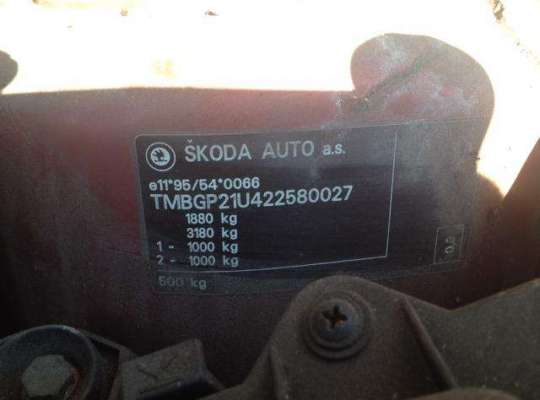 ŠKODA AUTO a.s.
e11*95/54*0066
TMBGP21U422580027
1880 kg
3180 kg
1 - 1000 kg
2 - 1000 kg
500 kg